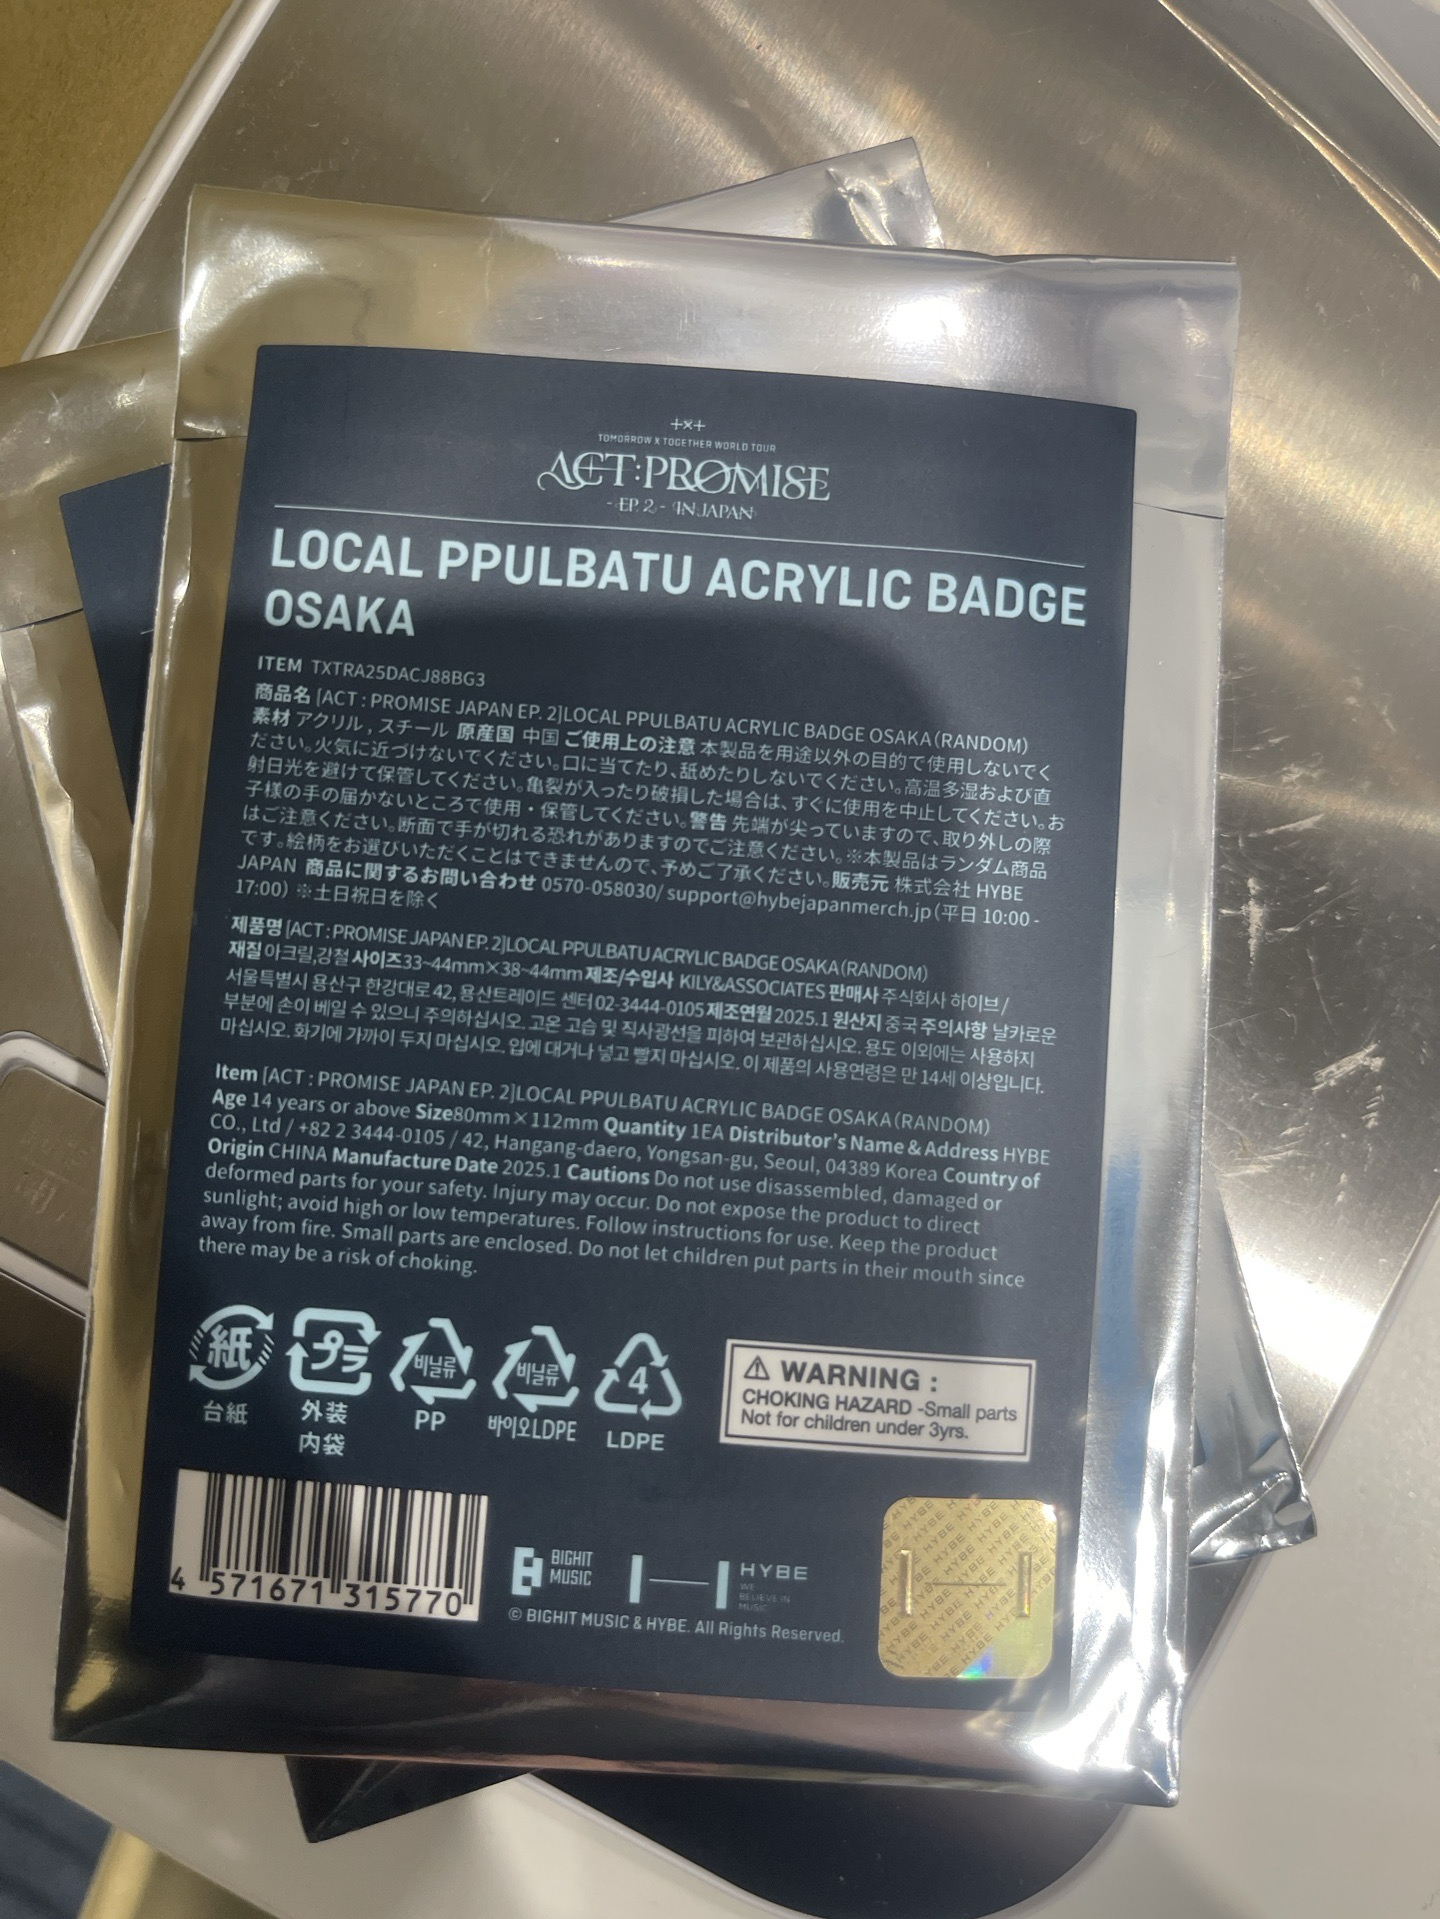 +×+
TOMORROW X TOGETHER WORLD TOUR
ACT:PROMISE
- EP. 2 - IN JAPAN
LOCAL PPULBATU ACRYLIC BADGE
OSAKA
ITEM TXTRA25DACJ88BG3
商品名 [ACT : PROMISE JAPAN EP. 2]LOCAL PPULBATU ACRYLIC BADGE OSAKA(RANDOM)
素材 アクリル , スチール 原産国 中国 ご使用上の注意 本製品を用途以外の目的で使用しないでく
ださい。火気に近づけないでください。口に当てたり、舐めたりしないでください。高温多湿および直
射日光を避けて保管してください。亀裂が入ったり破損した場合は、すぐに使用を中止してください。お
子様の手の届かないところで使用・保管してください。警告 先端が尖っていますので、取り外しの際
はご注意ください。断面で手が切れる恐れがありますのでご注意ください。※本製品はランダム商品
です。絵柄をお選びいただくことはできませんので、予めご了承ください。販売元 株式会社 HYBE
JAPAN 商品に関するお問い合わせ 0570-058030/ support@hybejapanmerch.jp(平日 10:00 -
17:00) ※土日祝日を除く
제품명 [ACT : PROMISE JAPAN EP. 2]LOCAL PPULBATU ACRYLIC BADGE OSAKA(RANDOM)
재질 아크릴,강철 사이즈33~44mm×38~44mm 제조/수입사 KILY&ASSOCIATES 판매사 주식회사 하이브 /
서울특별시 용산구 한강대로 42, 용산트레이드 센터 02-3444-0105 제조연월 2025.1 원산지 중국 주의사항 날카로운
부분에 손이 베일 수 있으니 주의하십시오. 고온 고습 및 직사광선을 피하여 보관하십시오. 용도 이외에는 사용하지
마십시오. 화기에 가까이 두지 마십시오. 입에 대거나 넣고 빨지 마십시오. 이 제품의 사용연령은 만 14세 이상입니다.
Item [ACT : PROMISE JAPAN EP. 2]LOCAL PPULBATU ACRYLIC BADGE OSAKA(RANDOM)
Age 14 years or above Size80mm×112mm Quantity 1EA Distributor's Name & Address HYBE
CO., Ltd / +82 2 3444-0105 / 42, Hangang-daero, Yongsan-gu, Seoul, 04389 Korea Country of
Origin CHINA Manufacture Date 2025.1 Cautions Do not use disassembled, damaged or
deformed parts for your safety. Injury may occur. Do not expose the product to direct
sunlight; avoid high or low temperatures. Follow instructions for use. Keep the product
away from fire. Small parts are enclosed. Do not let children put parts in their mouth since
there may be a risk of choking.
紙 プラ 비닐류 비닐류 4
台紙 外装 PP 바이오LDPE LDPE
内袋
⚠ WARNING :
CHOKING HAZARD -Small parts
Not for children under 3yrs.
4 571671 315770
BIGHIT
MUSIC
HYBE
WE
BELIEVE IN
MUSIC
© BIGHIT MUSIC & HYBE. All Rights Reserved.